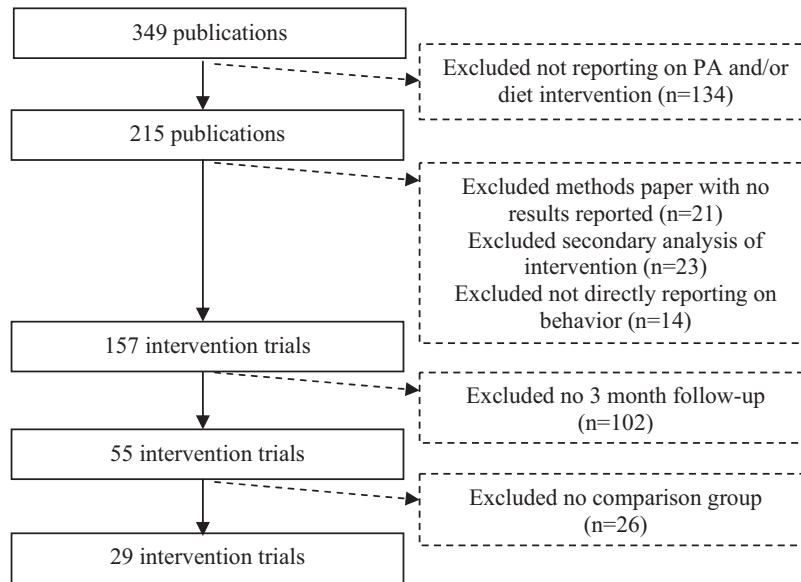 349 publications
Excluded not reporting on PA and/or
diet intervention (n=134)
215 publications
Excluded methods paper with no
results reported (n=21)
Excluded secondary analysis of
intervention (n=23)
Excluded not directly reporting on
behavior (n=14)
157 intervention trials
Excluded no 3 month follow-up
(n=102)
55 intervention trials
Excluded no comparison group
(n=26)
29 intervention trials